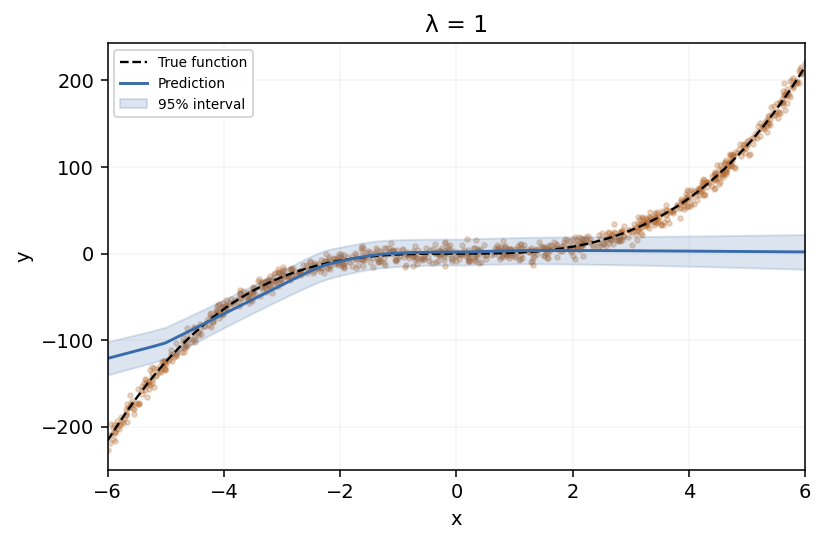 λ = 1
True function
Prediction
95% interval
y
200
100
0
−100
−200
−6
−4
−2
0
2
4
6
x